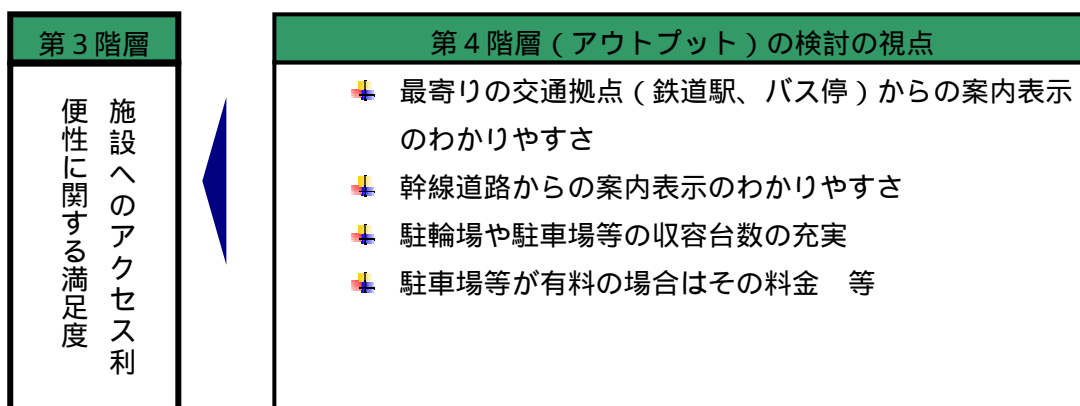 第３階層
施設へのアクセス利
便性に関する満足度
第４階層（アウトプット）の検討の視点
最寄りの交通拠点（鉄道駅、バス停）からの案内表示
のわかりやすさ
幹線道路からの案内表示のわかりやすさ
駐輪場や駐車場等の収容台数の充実
駐車場等が有料の場合はその料金　等